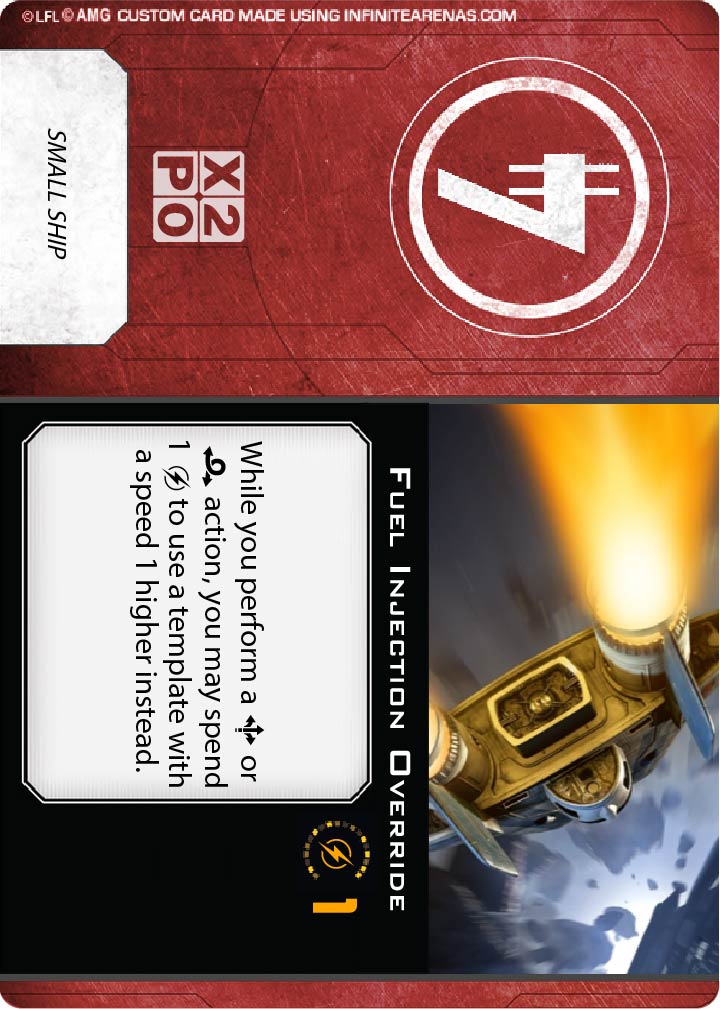 ©LFL ©AMG CUSTOM CARD MADE USING INFINITEARENAS.COM
SMALL SHIP
X2
PO
FUEL INJECTION OVERRIDE
While you perform a or
action, you may spend
1 to use a template with
a speed 1 higher instead.
1